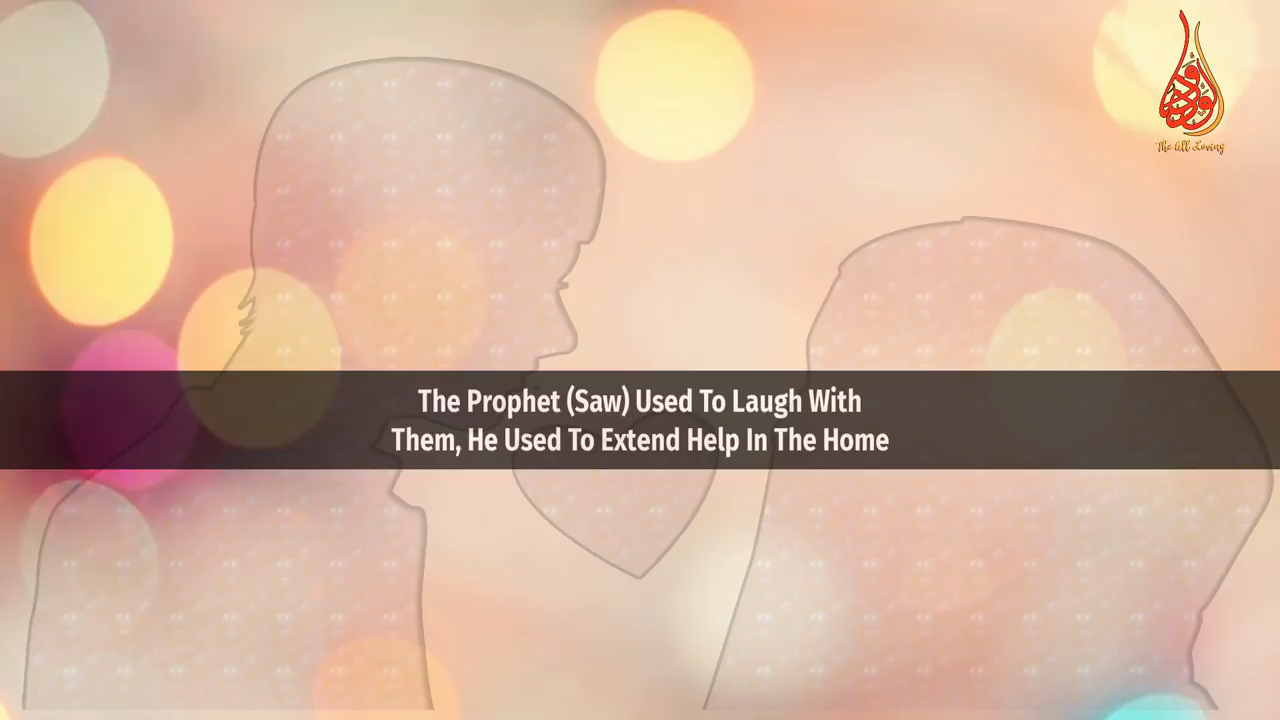 الودود
The All Loving
The Prophet (Saw) Used To Laugh With
Them, He Used To Extend Help In The Home